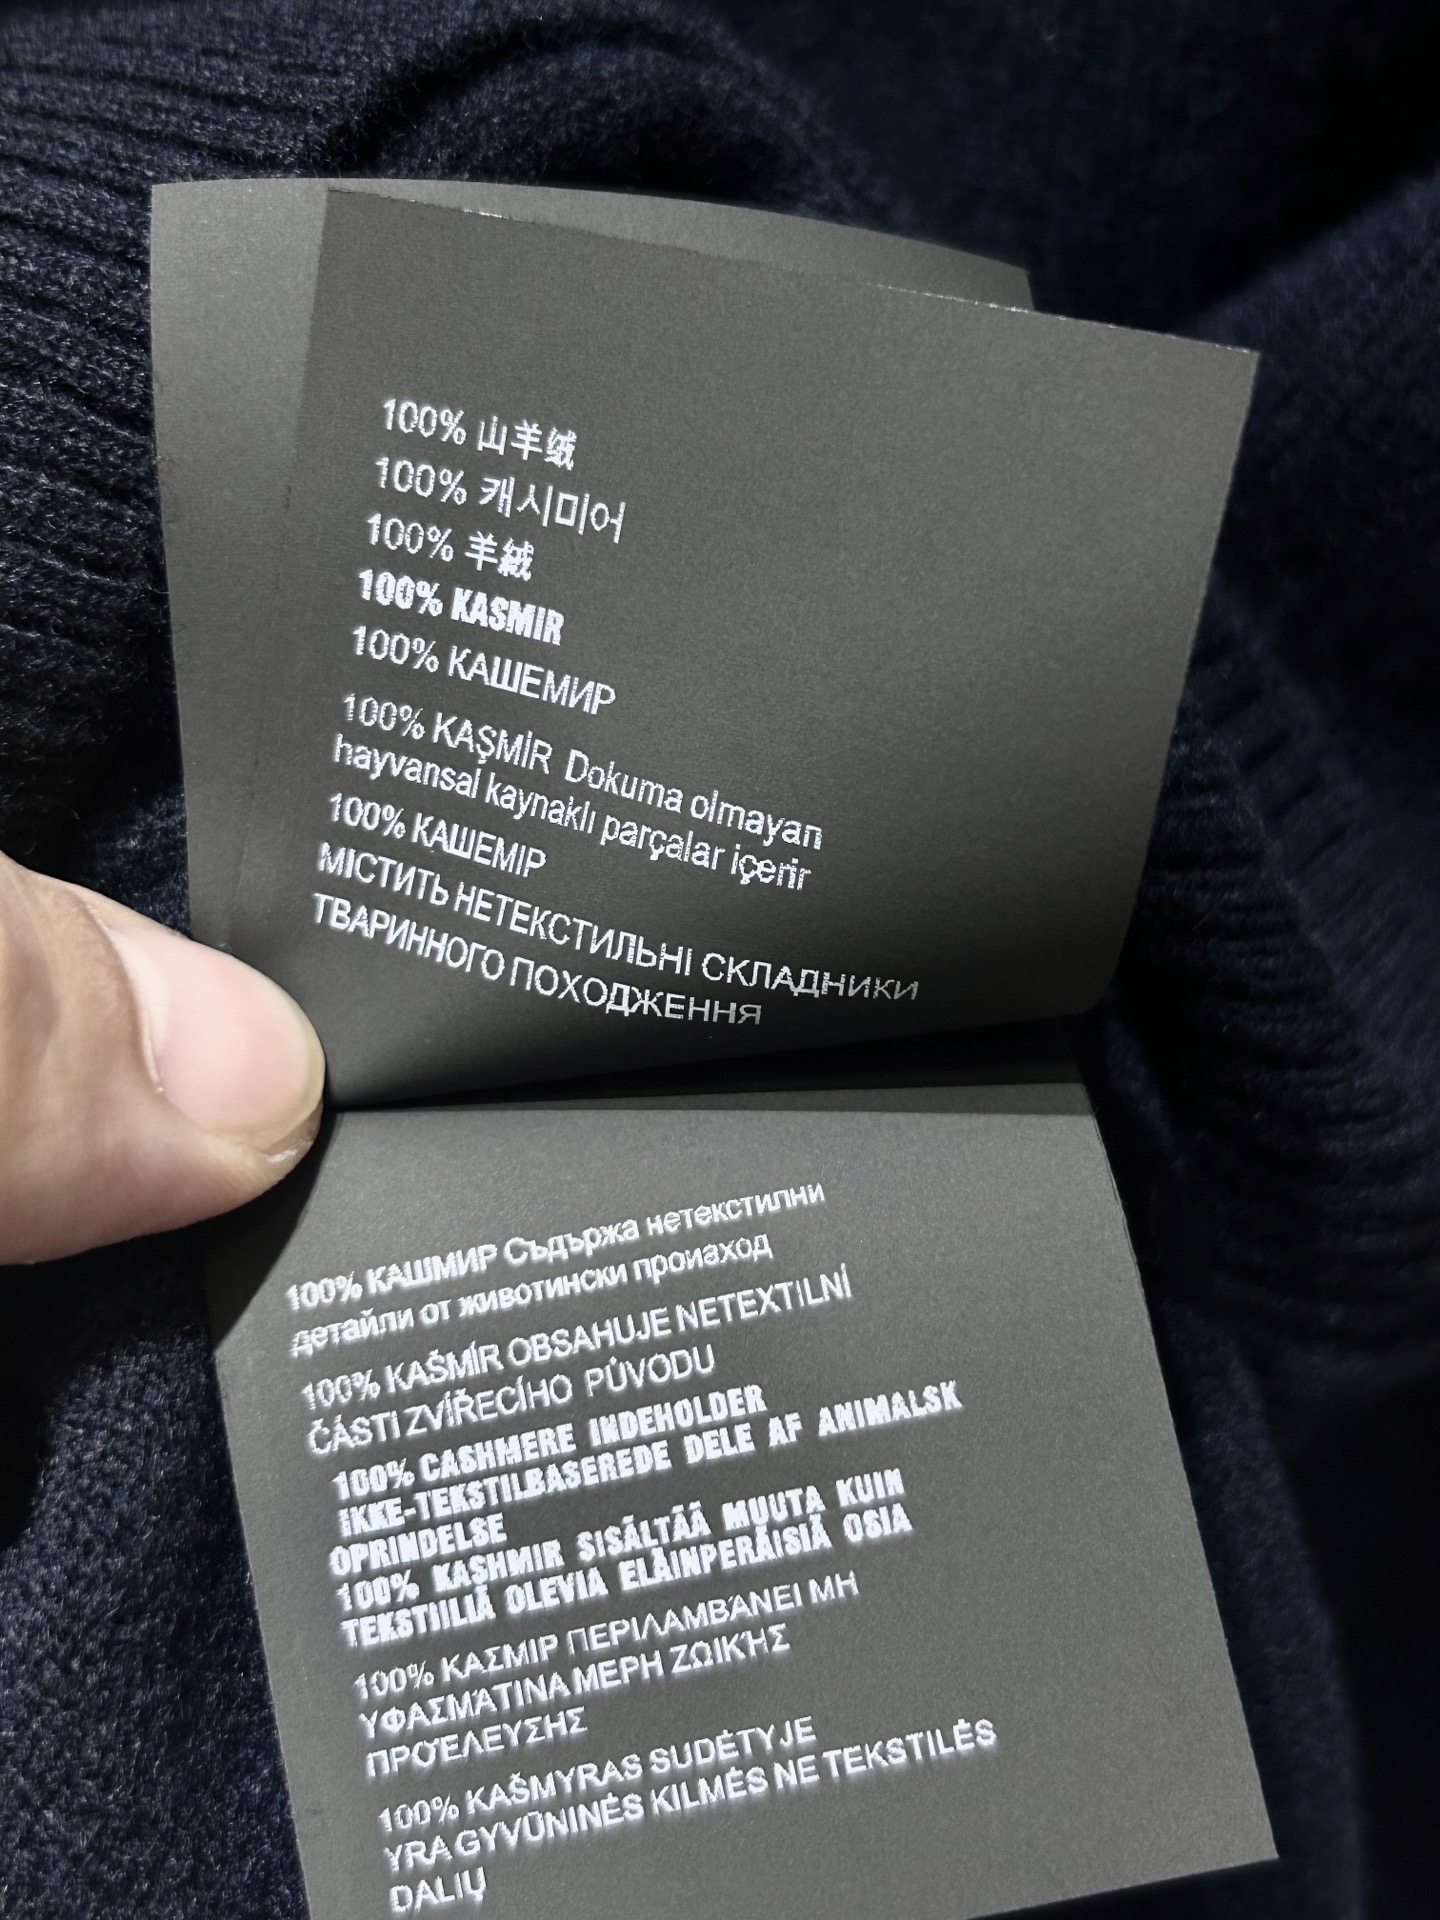 100% 山羊绒
100% 캐시미어
100% 羊絨
100% KASMIR
100% КАШЕМИР
100% KAŞMİR Dokuma olmayan
hayvansal kaynaklı parçalar içerir
100% КАШЕМІР
МІСТИТЬ НЕТЕКСТИЛЬНІ СКЛАДНИКИ
ТВАРИННОГО ПОХОДЖЕННЯ
100% КАШМИР Съдържа нетекстилни
детайли от животински произход
100% KAŠMÍR OBSAHUJE NETEXTILNÍ
ČÁSTI ZVÍŘECÍHO PŮVODU
100% CASHMERE INDEHOLDER
IKKE-TEKSTILBASEREDE DELE AF ANIMALSK
OPRINDELSE
100% KASHMIR SISÄLTÄÄ MUUTA KUIN
TEKSTIILIÄ OLEVIA ELÄINPERÄISIÄ OSIA
100% ΚΑΣΜΙΡ ΠΕΡΙΛΑΜΒΆΝΕΙ ΜΗ
ΥΦΑΣΜΆΤΙΝΑ ΜΕΡΗ ΖΩΙΚΉΣ
ΠΡΟΈΛΕΥΣΗΣ
100% KAŠMYRAS SUDĖTYJE
YRA GYVŪNINĖS KILMĖS NE TEKSTILĖS
DALIŲ